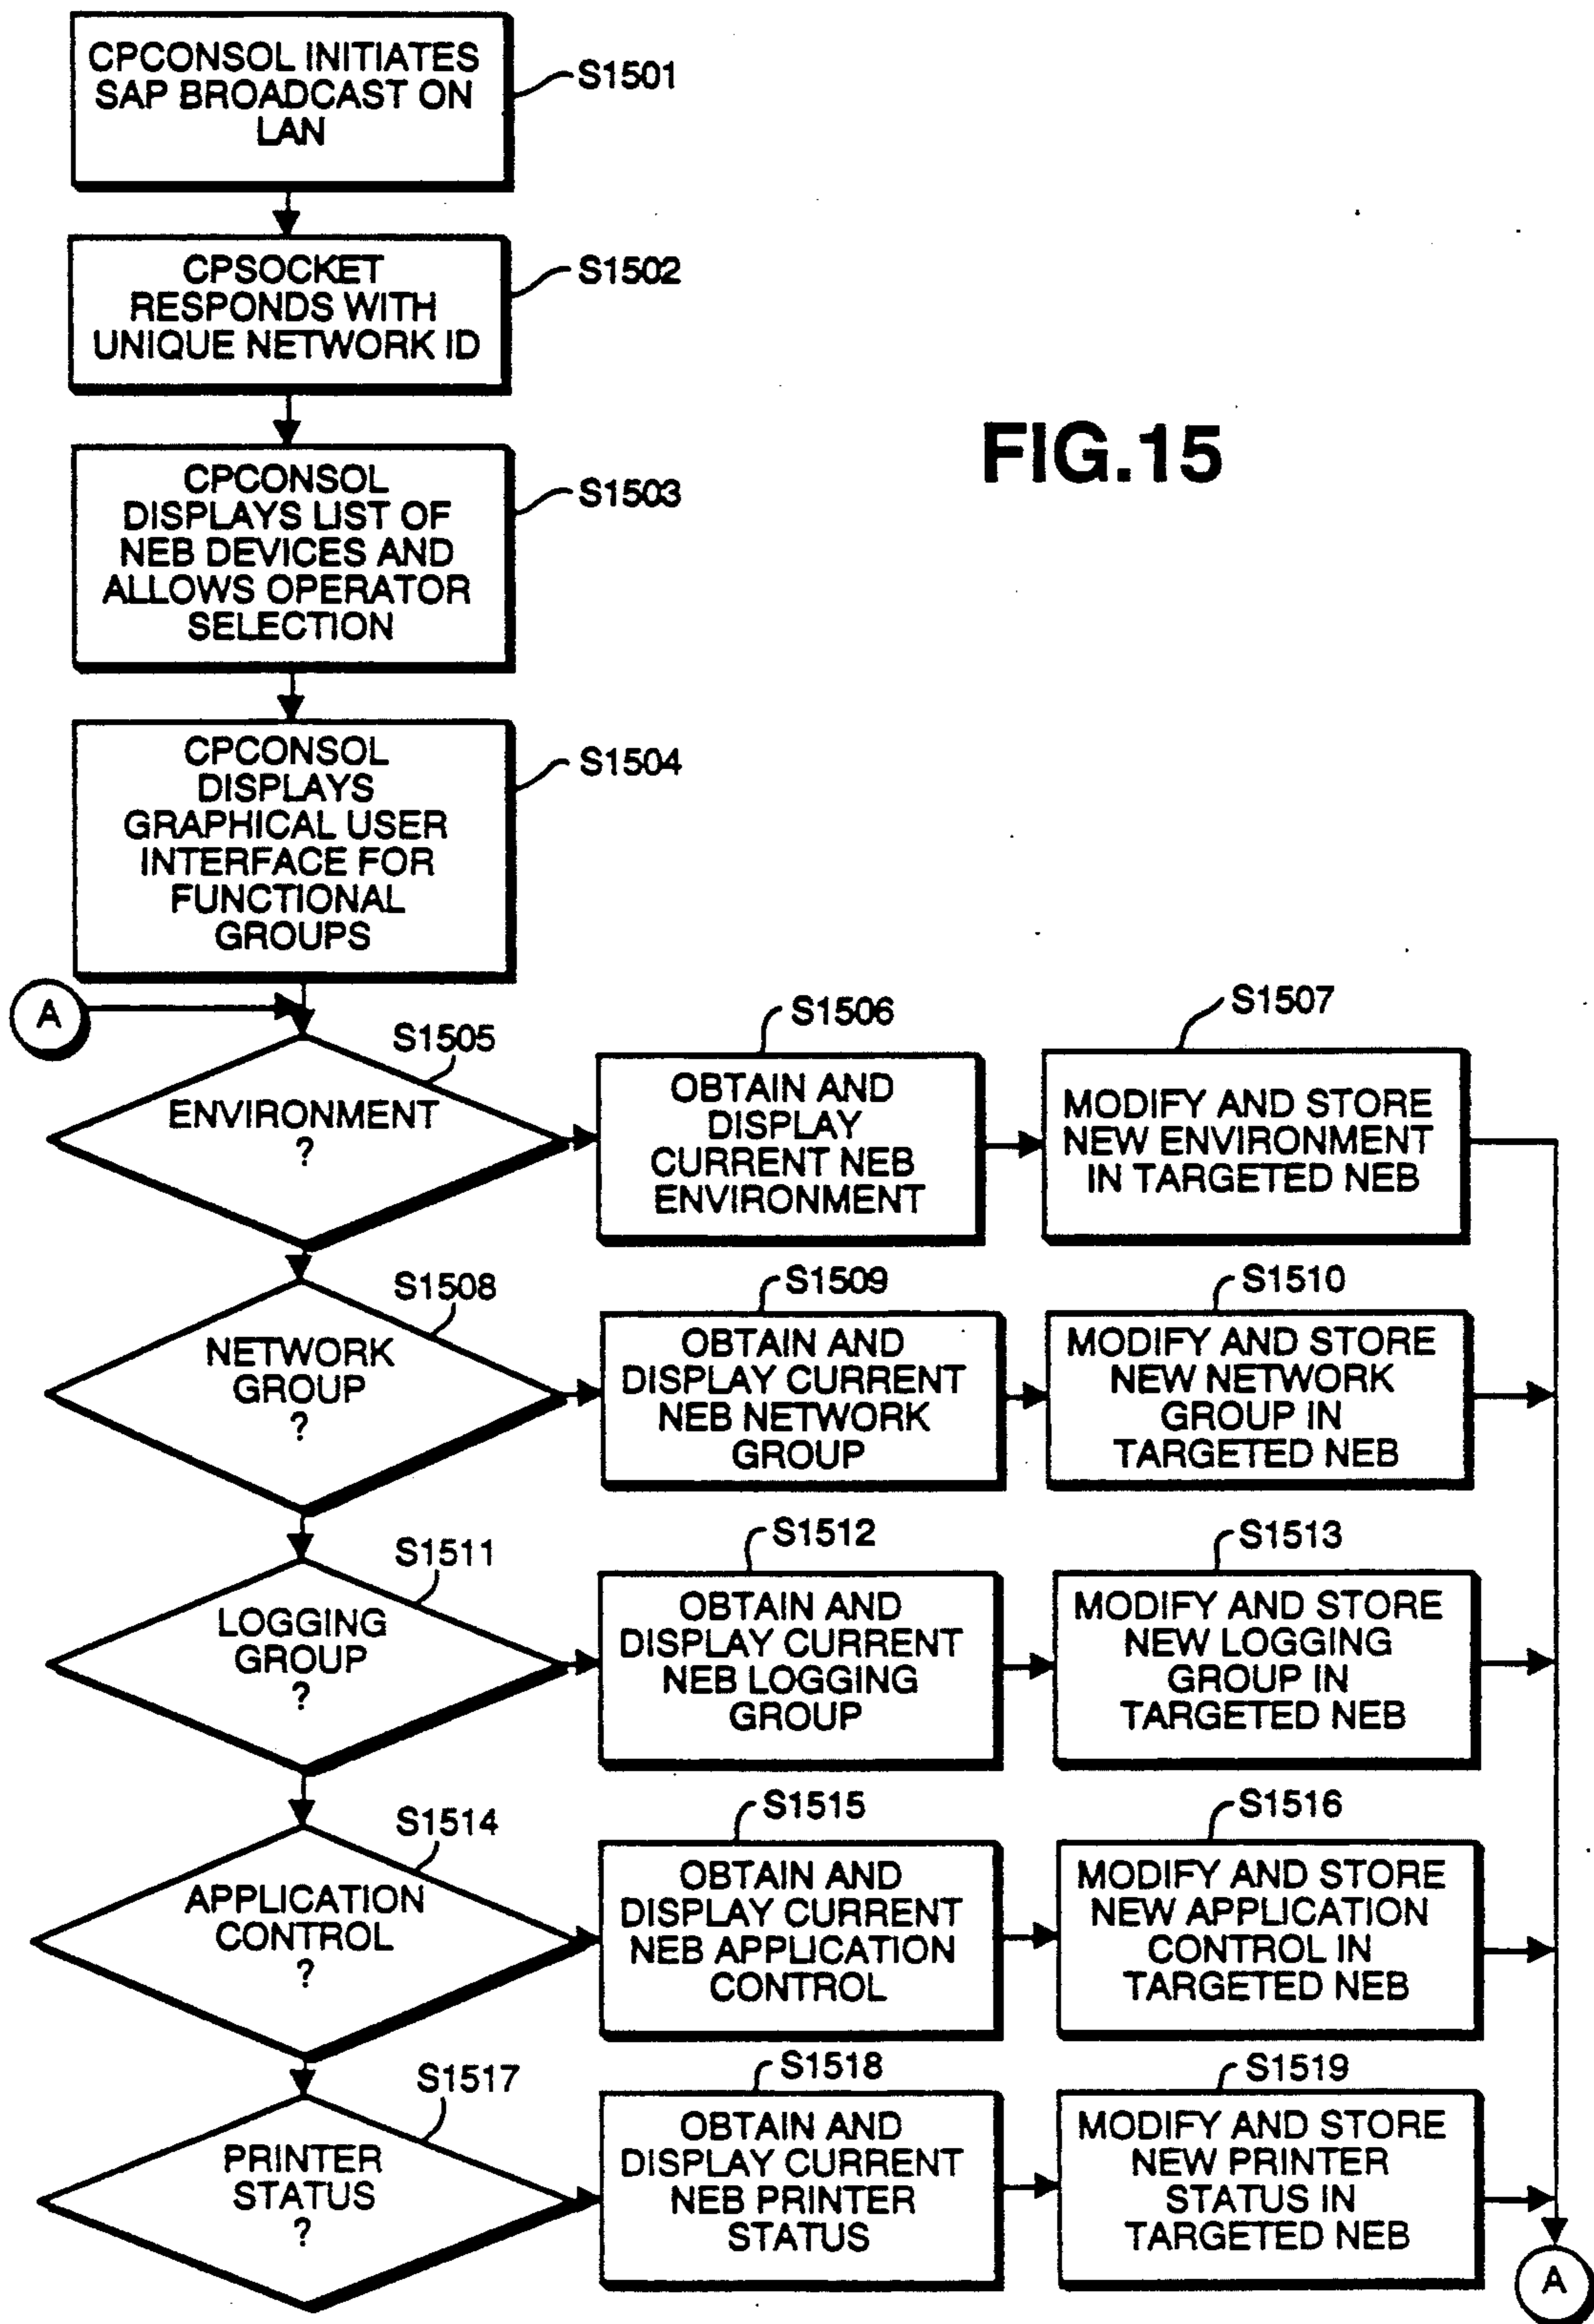 CPCONSOL INITIATES
SAP BROADCAST ON
LAN
S1501
CPSOCKET
RESPONDS WITH
UNIQUE NETWORK ID
S1502
CPCONSOL
DISPLAYS LIST OF
NEB DEVICES AND
ALLOWS OPERATOR
SELECTION
S1503
FIG.15
CPCONSOL
DISPLAYS
GRAPHICAL USER
INTERFACE FOR
FUNCTIONAL
GROUPS
S1504
A
S1505
ENVIRONMENT
?
S1506
OBTAIN AND
DISPLAY
CURRENT NEB
ENVIRONMENT
S1507
MODIFY AND STORE
NEW ENVIRONMENT
IN TARGETED NEB
S1508
NETWORK
GROUP
?
S1509
OBTAIN AND
DISPLAY CURRENT
NEB NETWORK
GROUP
S1510
MODIFY AND STORE
NEW NETWORK
GROUP IN
TARGETED NEB
S1511
LOGGING
GROUP
?
S1512
OBTAIN AND
DISPLAY CURRENT
NEB LOGGING
GROUP
S1513
MODIFY AND STORE
NEW LOGGING
GROUP IN
TARGETED NEB
S1514
APPLICATION
CONTROL
?
S1515
OBTAIN AND
DISPLAY CURRENT
NEB APPLICATION
CONTROL
S1516
MODIFY AND STORE
NEW APPLICATION
CONTROL IN
TARGETED NEB
S1517
PRINTER
STATUS
?
S1518
OBTAIN AND
DISPLAY CURRENT
NEB PRINTER
STATUS
S1519
MODIFY AND STORE
NEW PRINTER
STATUS IN
TARGETED NEB
A